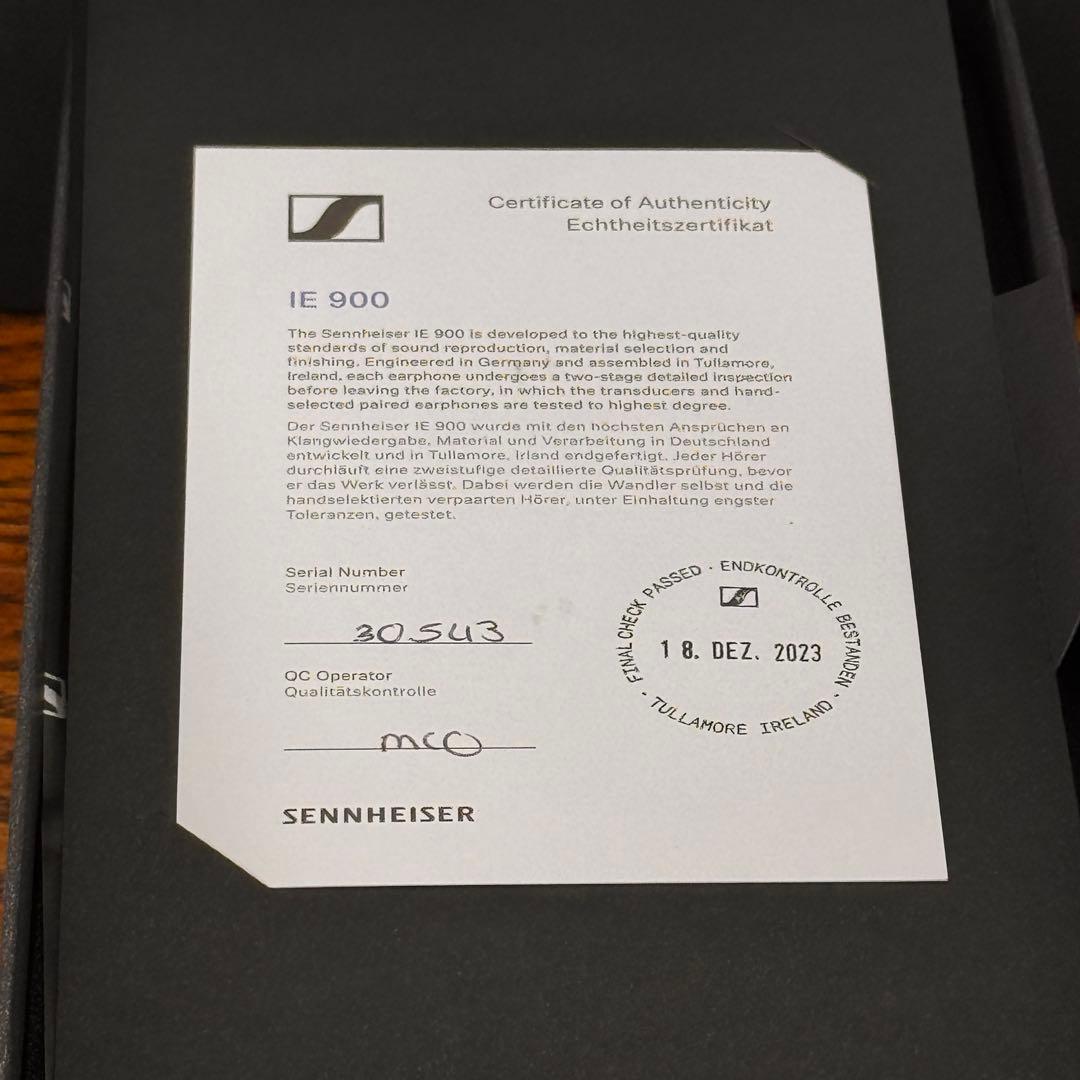 Certificate of Authenticity
Echtheitszertifikat
IE 900
The Sennheiser IE 900 is developed to the highest-quality
standards of sound reproduction, material selection and
finishing. Engineered in Germany and assembled in Tullamore,
Ireland, each earphone undergoes a two-stage detailed inspection
before leaving the factory, in which the transducers and hand-
selected paired earphones are tested to highest degree.
Der Sennheiser IE 900 wurde mit den höchsten Ansprüchen an
Klangwiedergabe, Material und Verarbeitung in Deutschland
entwickelt und in Tullamore, Irland endgefertigt. Jeder Hörer
durchläuft eine zweistufige detaillierte Qualitätsprüfung, bevor
er das Werk verlässt. Dabei werden die Wandler selbst und die
handselektierten verpaarten Hörer, unter Einhaltung engster
Toleranzen, getestet.
Serial Number
Seriennummer
30543
QC Operator
Qualitätskontrolle
mco
FINAL CHECK PASSED · ENDKONTROLLE BESTANDEN ·
18. DEZ. 2023
TULLAMORE IRELAND ·
SENNHEISER